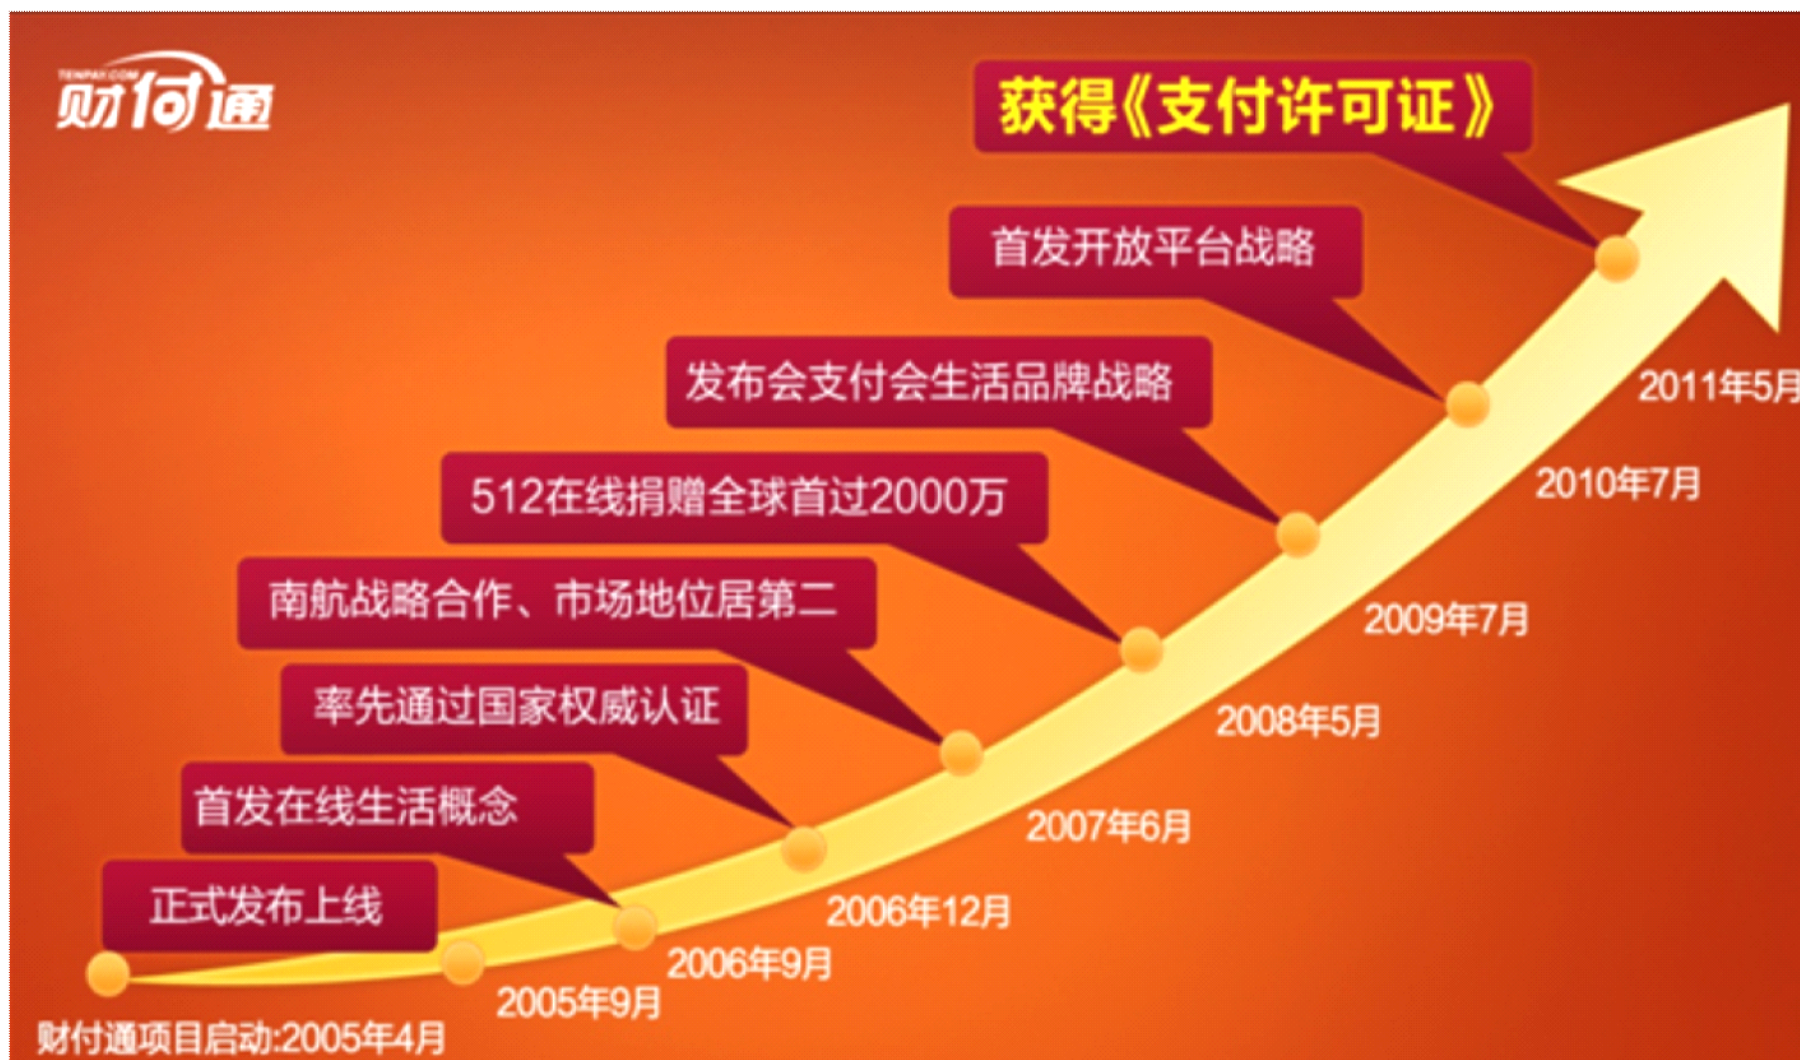 TENPAY.COM
财付通
获得《支付许可证》
首发开放平台战略
发布会支付会生活品牌战略
512在线捐赠全球首过2000万
南航战略合作、市场地位居第二
率先通过国家权威认证
首发在线生活概念
正式发布上线
2011年5月
2010年7月
2009年7月
2008年5月
2007年6月
2006年12月
2006年9月
2005年9月
财付通项目启动:2005年4月